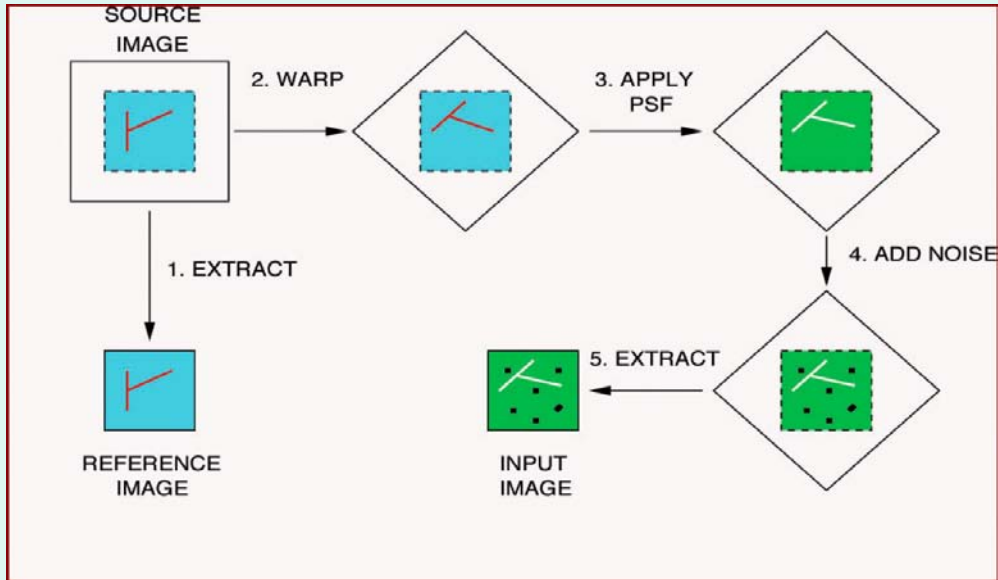 SOURCE
IMAGE
2. WARP
3. APPLY
PSF
1. EXTRACT
4. ADD NOISE
5. EXTRACT
REFERENCE
IMAGE
INPUT
IMAGE